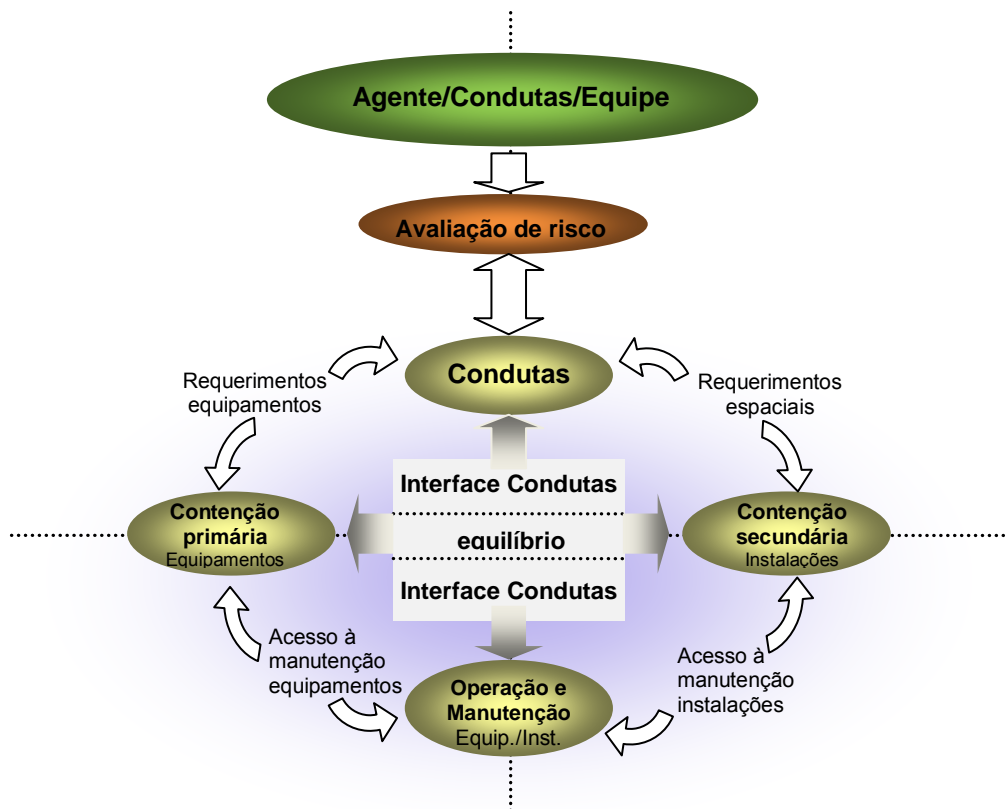 Agente/Condutas/Equipe
Avaliação de risco
Condutas
Requerimentos
equipamentos
Requerimentos
espaciais
Interface Condutas
Contenção
primária
Equipamentos
equilíbrio
Contenção
secundária
Instalações
Interface Condutas
Acesso à
manutenção
equipamentos
Acesso à
manutenção
instalações
Operação e
Manutenção
Equip./Inst.